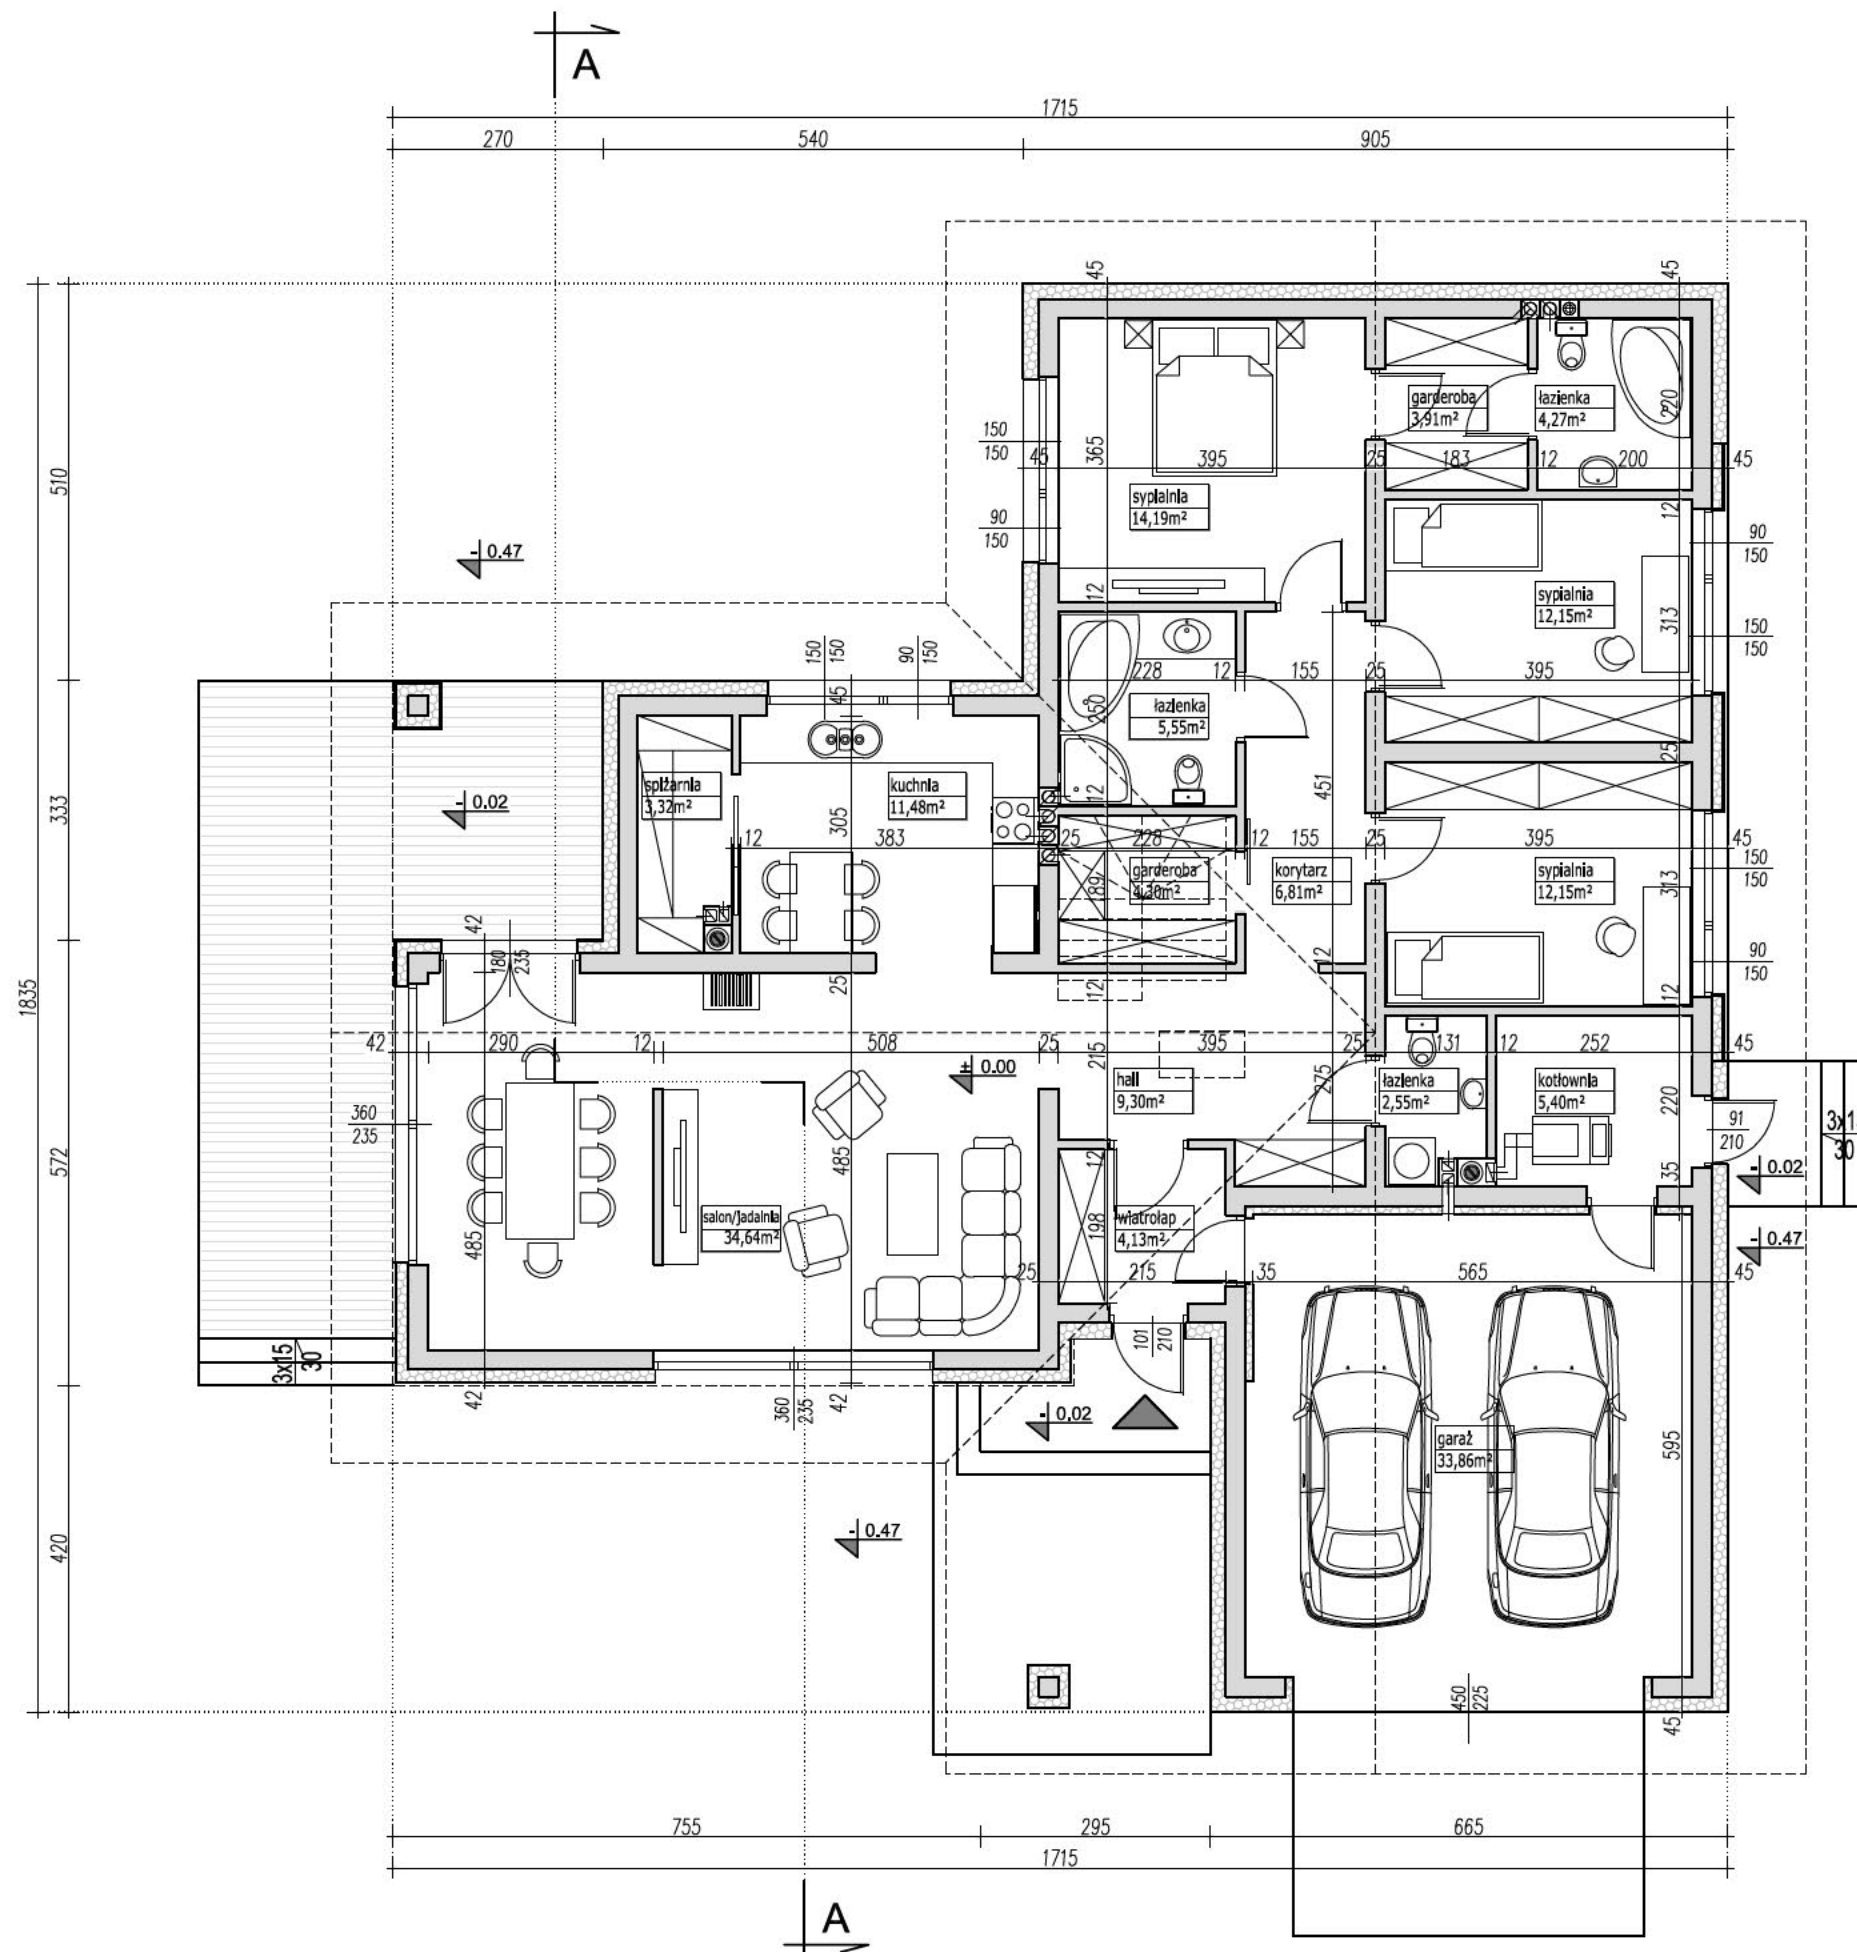 A
1715
270 540 905
45 45
garderoba
3,91m²
łazienka
4,27m²
220
150
150
45 365 395 25 183 12 200 45
510
sypialnia
14,19m²
90
150
12
90
150
- 0.47
12
sypialnia
12,15m²
313
150
150
150
150
90
150
228 12 155 25 395
45
łazienka
5,55m²
250
25
spiżarnia
3,32m²
kuchnia
11,48m²
- 0.02
333
305
12
451
12 383 25 228 12 155 25 395 45
150
150
garderoba
4,30m²
189
korytarz
6,81m²
sypialnia
12,15m²
313
42
180
235
12
90
150
25
12
12
1835
42 290 12 508 25 215 395 25 131 12 252 45
± 0.00
hall
9,30m²
275
łazienka
2,55m²
kotłownia
5,40m²
220
360
235
91
210
3x1
30
572
485
485
12
35
- 0.02
salon/jadalnia
34,64m²
198
wiatrołap
4,13m²
- 0.47
25 215 35 565 45
101
210
3x15
30
42
360
235
42
- 0,02
garaż
33,86m²
595
- 0.47
420
450
225
45
755 295 665
1715
A